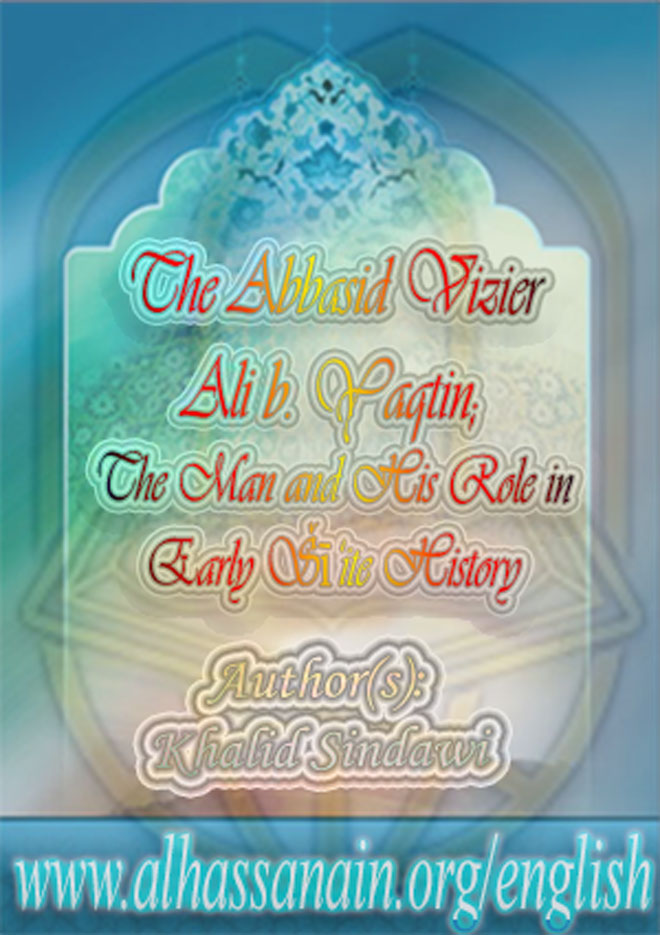 The Abbasid Vizier
Ali b. Yaqtin;
The Man and His Role in
Early Šī'ite History
Author(s):
Khalid Sindawi
www.alhassanain.org/english